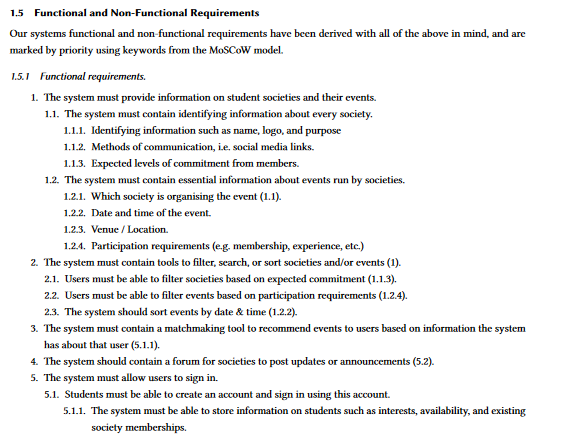 1.5 Functional and Non-Functional Requirements
Our systems functional and non-functional requirements have been derived with all of the above in mind, and are
marked by priority using keywords from the MoSCoW model.
1.5.1 Functional requirements.
1. The system must provide information on student societies and their events.
1.1. The system must contain identifying information about every society.
1.1.1. Identifying information such as name, logo, and purpose
1.1.2. Methods of communication, i.e. social media links.
1.1.3. Expected levels of commitment from members.
1.2. The system must contain essential information about events run by societies.
1.2.1. Which society is organising the event (1.1).
1.2.2. Date and time of the event.
1.2.3. Venue / Location.
1.2.4. Participation requirements (e.g. membership, experience, etc.)
2. The system must contain tools to filter, search, or sort societies and/or events (1).
2.1. Users must be able to filter societies based on expected commitment (1.1.3).
2.2. Users must be able to filter events based on participation requirements (1.2.4).
2.3. The system should sort events by date & time (1.2.2).
3. The system must contain a matchmaking tool to recommend events to users based on information the system
has about that user (5.1.1).
4. The system should contain a forum for societies to post updates or announcements (5.2).
5. The system must allow users to sign in.
5.1. Students must be able to create an account and sign in using this account.
5.1.1. The system must be able to store information on students such as interests, availability, and existing
society memberships.